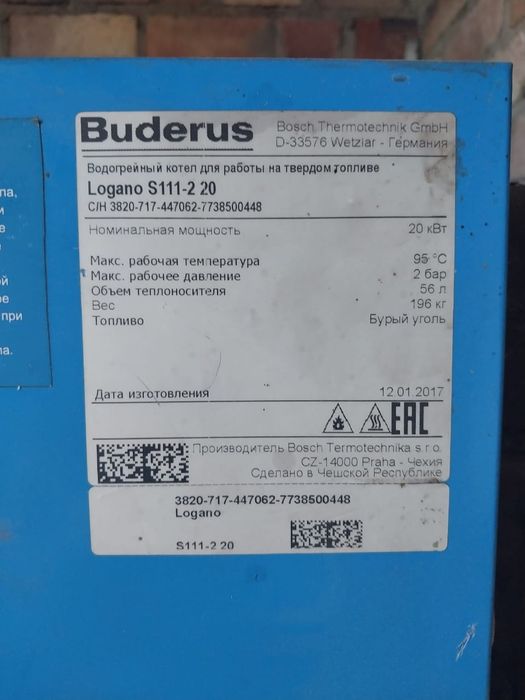 Buderus
Bosch Thermotechnik GmbH
D-33576 Wetzlar - Германия
Водогрейный котел для работы на твердом топливе
Logano S111-2 20
С/Н 3820-717-447062-7738500448
Номинальная мощность 20 кВт
Макс. рабочая температура 95 °C
Макс. рабочее давление 2 бар
Объем теплоносителя 56 л
Вес 196 кг
Топливо Бурый уголь
Дата изготовления 12.01.2017
EAC
Производитель Bosch Termotechnika s.r.o.
CZ-14000 Praha - Чехия
Сделано в Чешской Республике
3820-717-447062-7738500448
Logano
S111-2 20
при